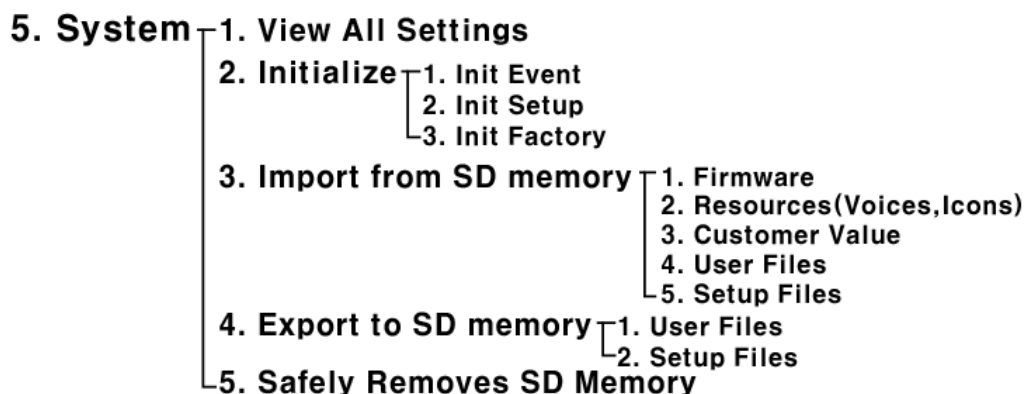 5. System 1. View All Settings
2. Initialize 1. Init Event
2. Init Setup
3. Init Factory
3. Import from SD memory 1. Firmware
2. Resources(Voices,Icons)
3. Customer Value
4. User Files
5. Setup Files
4. Export to SD memory 1. User Files
2. Setup Files
5. Safely Removes SD Memory